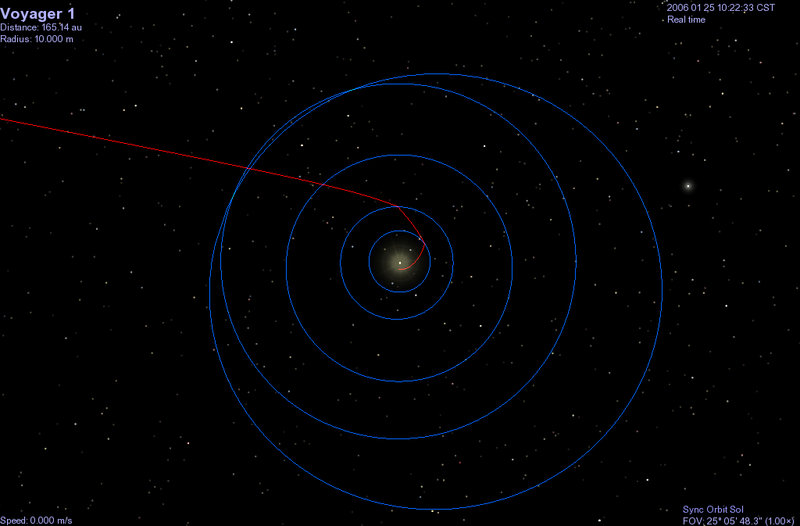 Voyager 1
Distance: 165.14 au
Radius: 10.000 m
2006 01 25 10:22:33 CST
Real time
Speed: 0.000 m/s
Sync Orbit Sol
FOV: 25° 05' 48.3" (1.00×)